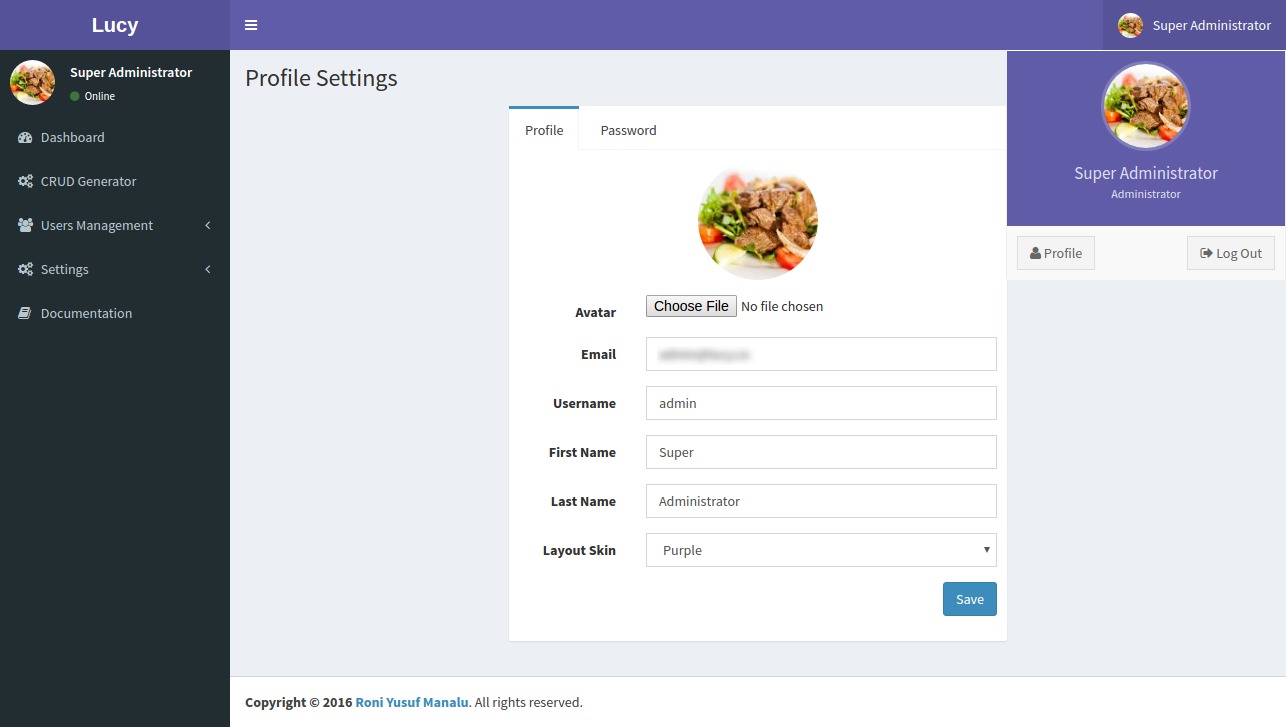 Lucy
Super Administrator
Super Administrator
Online
Dashboard
CRUD Generator
Users Management
Settings
Documentation
Profile Settings
Profile Password
Avatar Choose File No file chosen
Email
Username admin
First Name Super
Last Name Administrator
Layout Skin Purple
Save
Super Administrator
Administrator
Profile Log Out
Copyright © 2016 Roni Yusuf Manalu. All rights reserved.